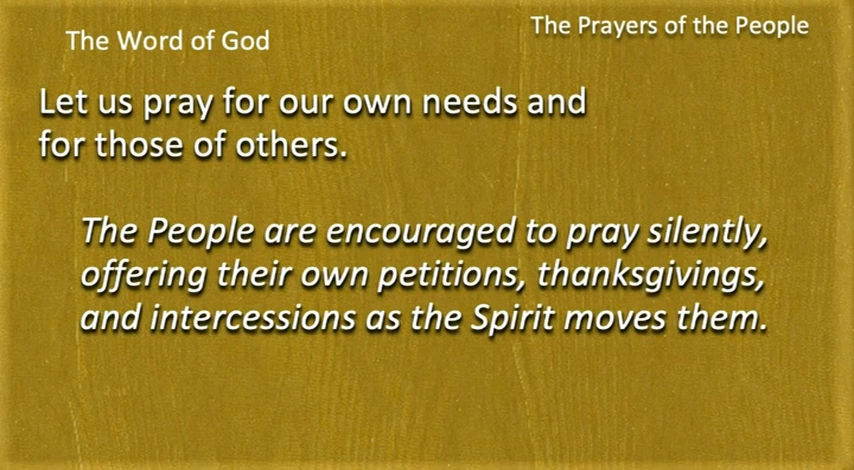 The Word of God
The Prayers of the People
Let us pray for our own needs and
for those of others.
The People are encouraged to pray silently,
offering their own petitions, thanksgivings,
and intercessions as the Spirit moves them.